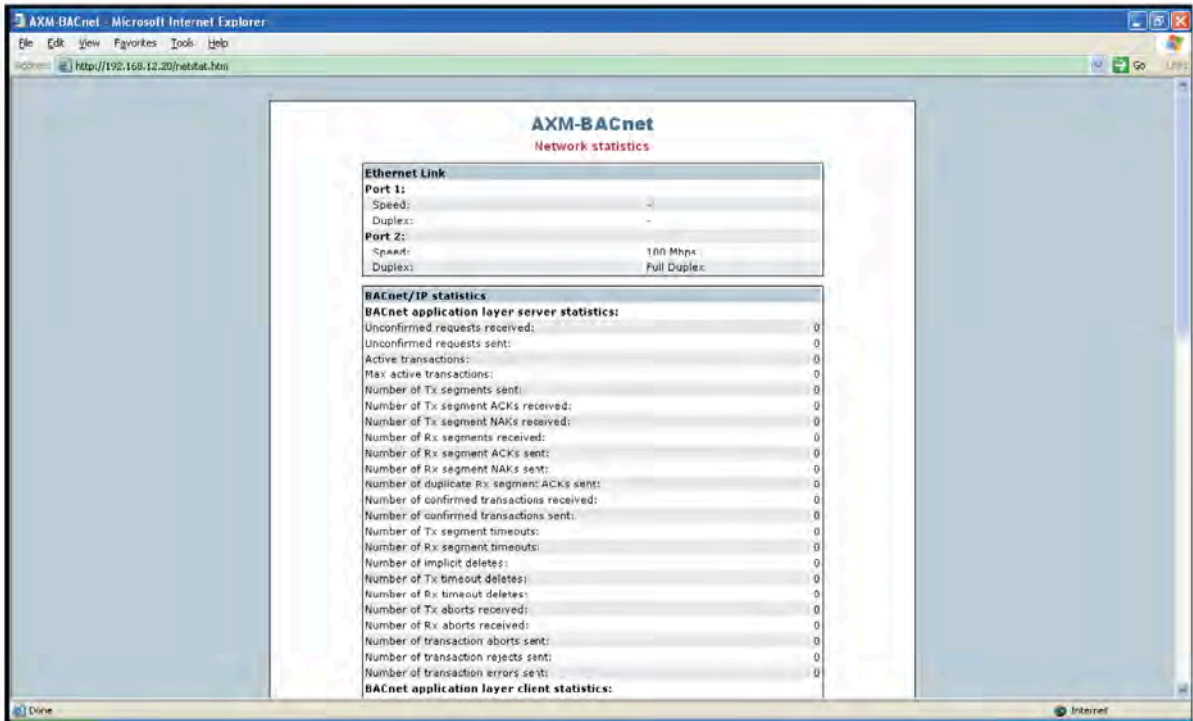 AXM-BACnet - Microsoft Internet Explorer
File Edit View Favorites Tools Help
Address http://192.168.12.20/netstat.htm Go Links
AXM-BACnet
Network statistics
Ethernet Link
Port 1:
Speed: -
Duplex: -
Port 2:
Speed: 100 Mbps
Duplex: Full Duplex
BACnet/IP statistics
BACnet application layer server statistics:
Unconfirmed requests received: 0
Unconfirmed requests sent: 0
Active transactions: 0
Max active transactions: 0
Number of Tx segments sent: 0
Number of Tx segment ACKs received: 0
Number of Tx segment NAKs received: 0
Number of Rx segments received: 0
Number of Rx segment ACKs sent: 0
Number of Rx segment NAKs sent: 0
Number of duplicate Rx segment ACKs sent: 0
Number of confirmed transactions received: 0
Number of confirmed transactions sent: 0
Number of Tx segment timeouts: 0
Number of Rx segment timeouts: 0
Number of implicit deletes: 0
Number of Tx timeout deletes: 0
Number of Rx timeout deletes: 0
Number of Tx aborts received: 0
Number of Rx aborts received: 0
Number of transaction aborts sent: 0
Number of transaction rejects sent: 0
Number of transaction errors sent: 0
BACnet application layer client statistics:
Done Internet